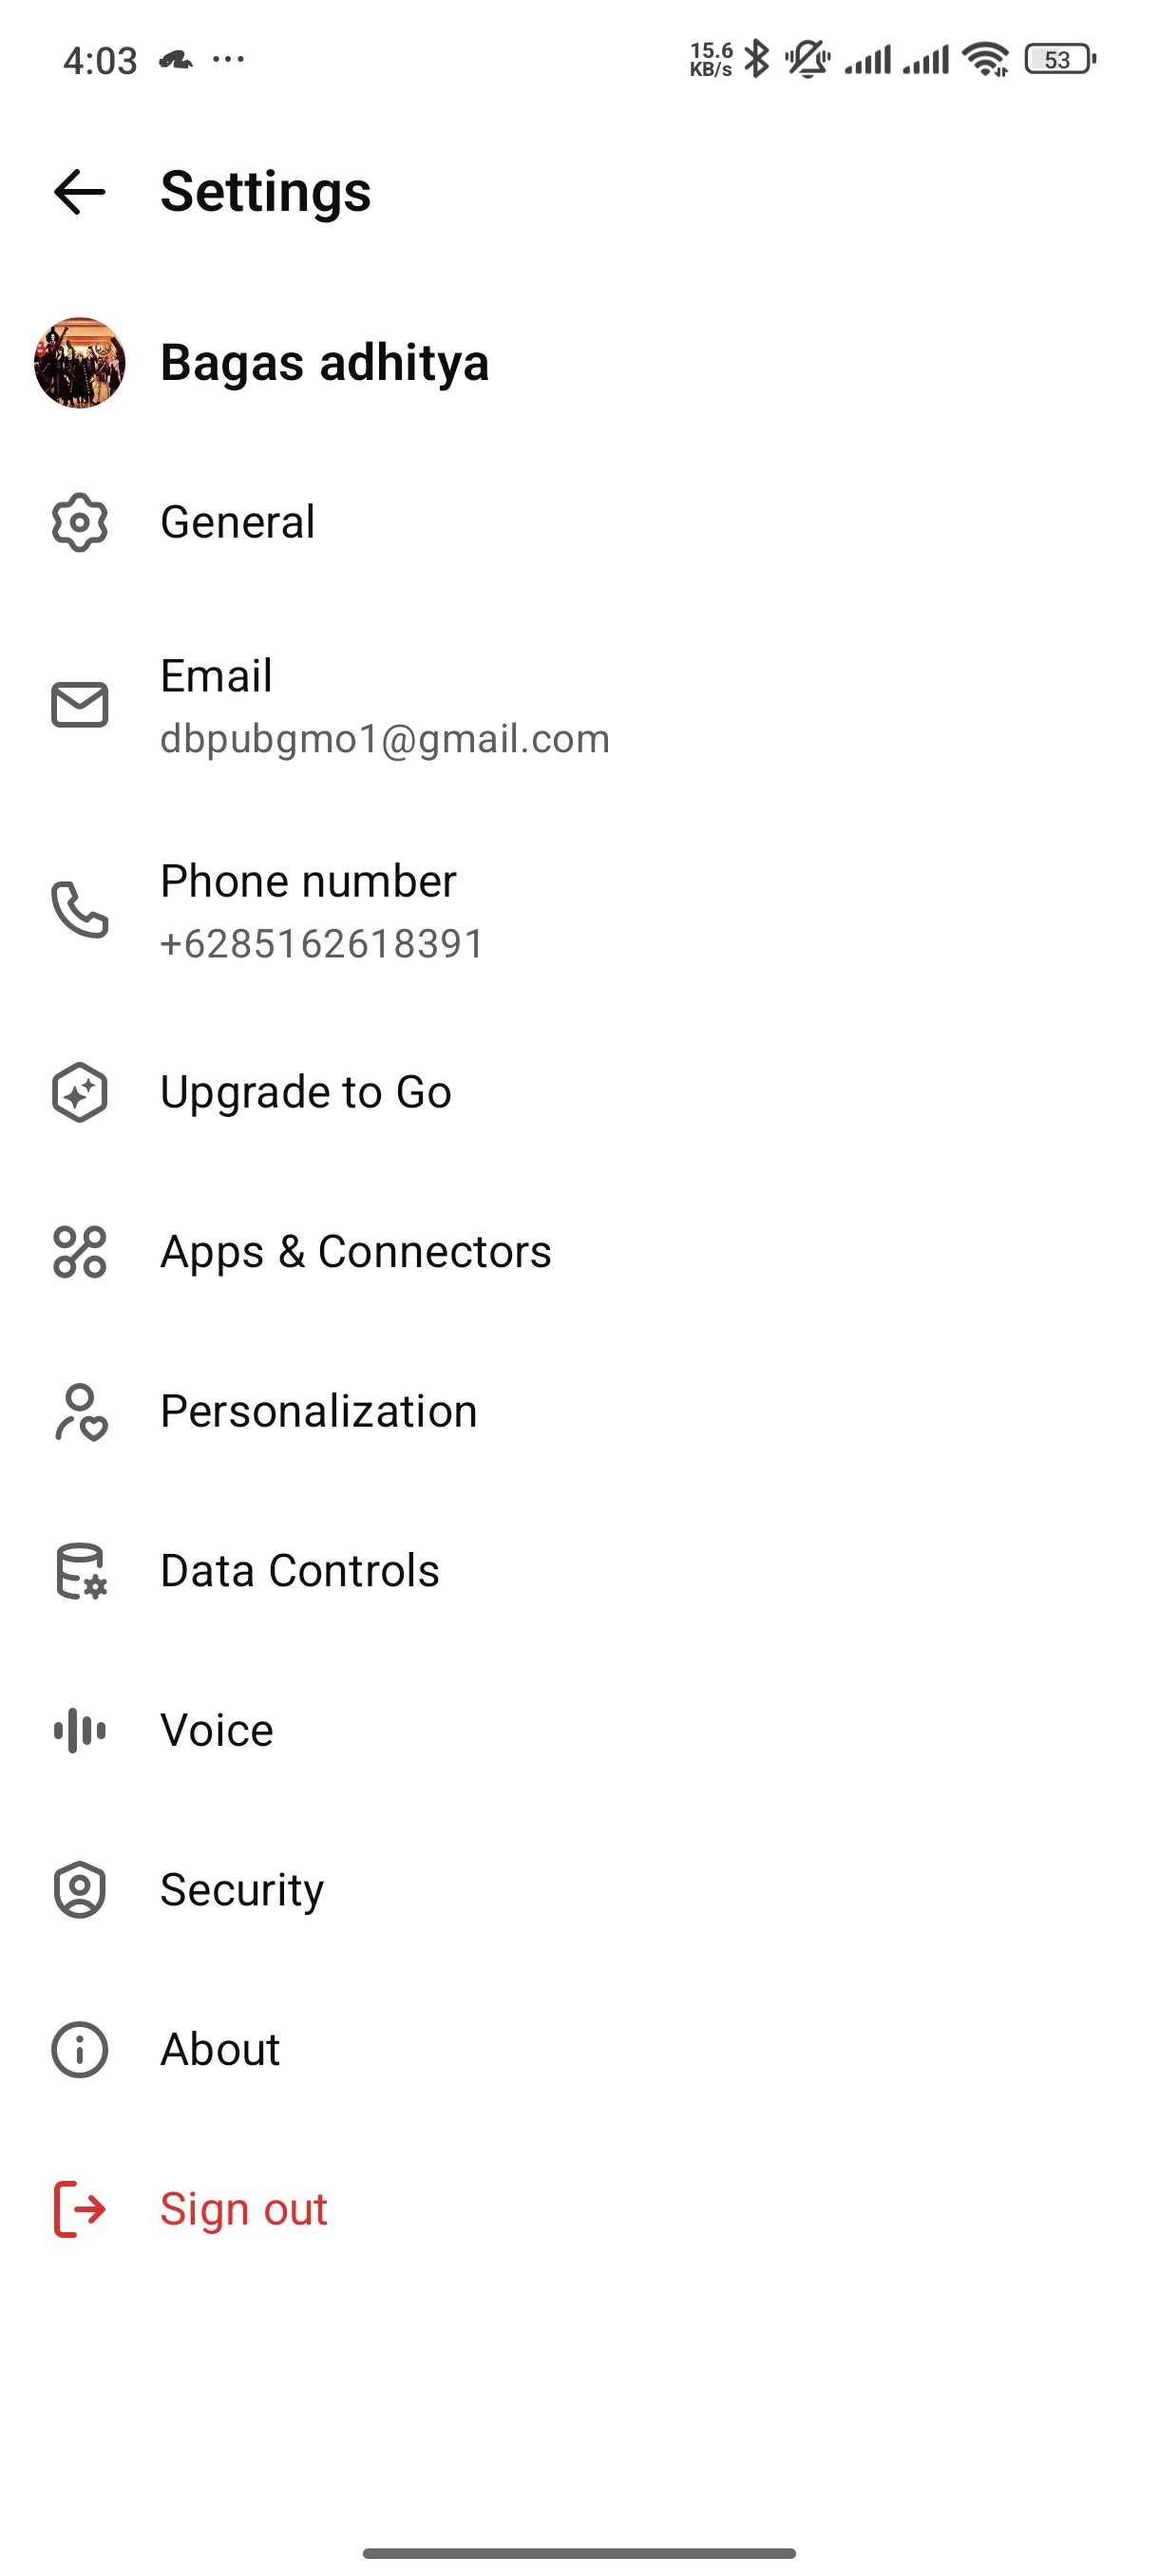 4:03 ... 15.6 KB/s 53
Settings
Bagas adhitya
General
Email
dbpubgmo1@gmail.com
Phone number
+6285162618391
Upgrade to Go
Apps & Connectors
Personalization
Data Controls
Voice
Security
About
Sign out